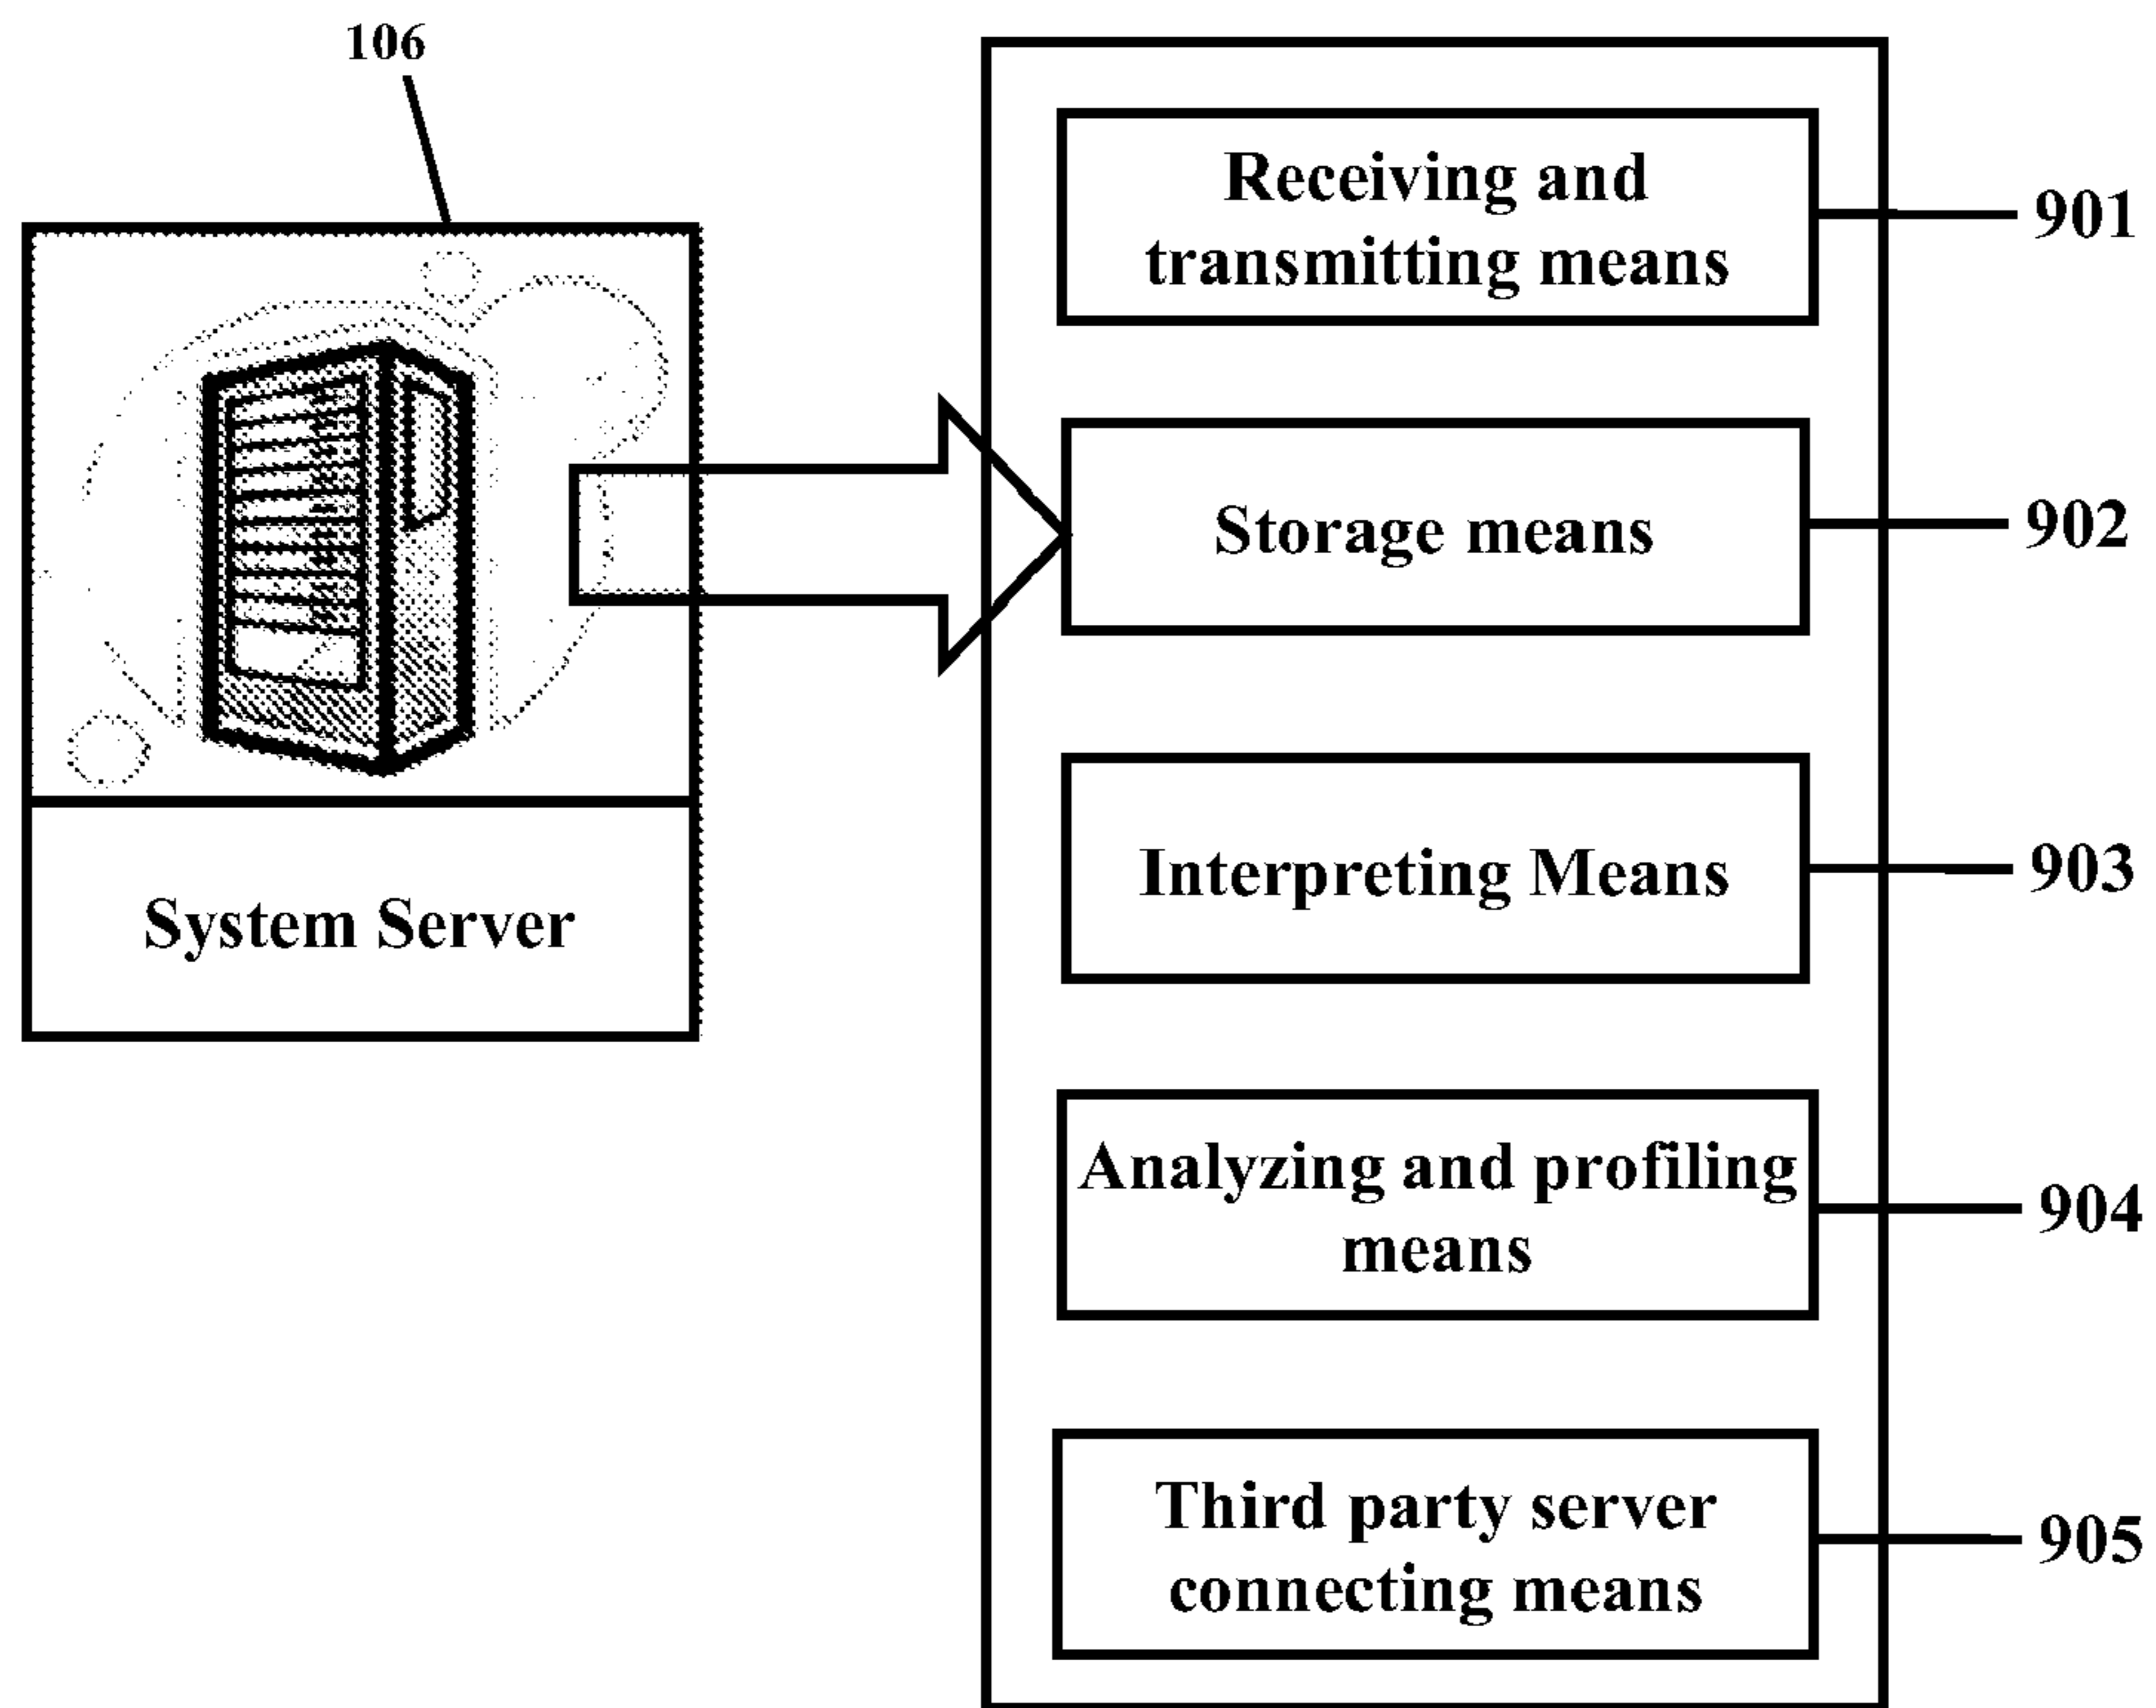 106
System Server
Receiving and
transmitting means
901
Storage means
902
Interpreting Means
903
Analyzing and profiling
means
904
Third party server
connecting means
905